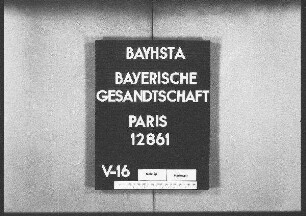 BAYHSTA
BAYERISCHE
GESANDTSCHAFT
PARIS
12861
V-16